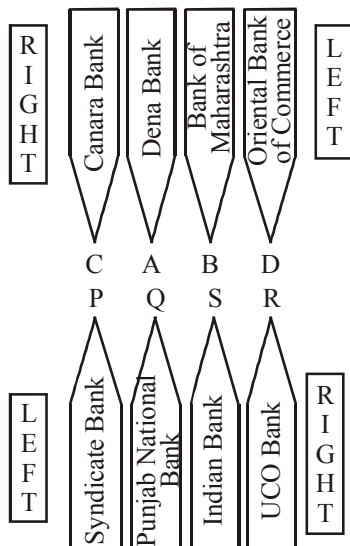 RIGHT
Canara Bank
Dena Bank
Bank of
Maharashtra
Oriental Bank
of Commerce
LEFT
C A B D
P Q S R
LEFT
Syndicate Bank
Punjab National
Bank
Indian Bank
UCO Bank
RIGHT